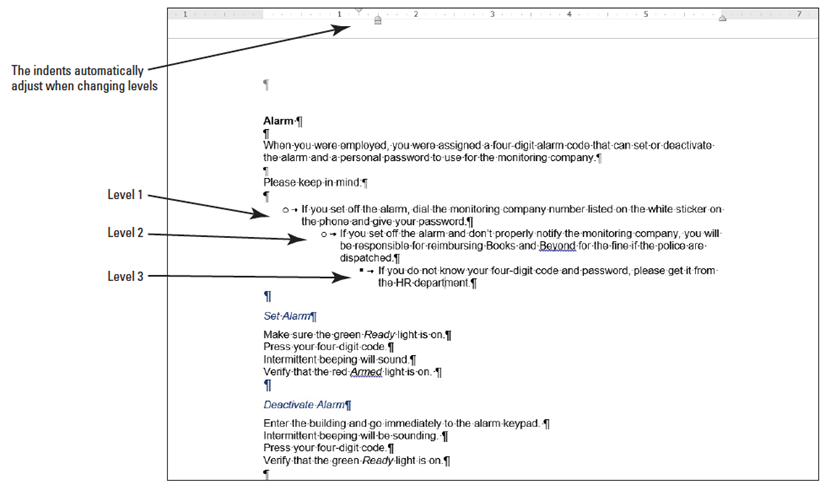 1 1 2 3 4 5 7
The indents automatically
adjust when changing levels
¶
Alarm·¶
¶
When·you·were·employed,·you·were·assigned·a·four-digit·alarm·code·that·can·set·or·deactivate·
the·alarm·and·a·personal·password·to·use·for·the·monitoring·company.¶
¶
Please·keep·in·mind:¶
¶
Level 1
o→If·you·set·off·the·alarm,·dial·the·monitoring·company·number·listed·on·the·white·sticker·on·
the·phone·and·give·your·password.¶
Level 2
o→If·you·set·off·the·alarm·and·don't·properly·notify·the·monitoring·company,·you·will·
be·responsible·for·reimbursing·Books·and·Beyond·for·the·fine·if·the·police·are·
dispatched.¶
Level 3
▪→If·you·do·not·know·your·four-digit·code·and·password,·please·get·it·from·
the·HR·department.¶
¶
Set·Alarm¶
Make·sure·the·green·Ready·light·is·on.¶
Press·your·four-digit·code.¶
Intermittent·beeping·will·sound.¶
Verify·that·the·red·Armed·light·is·on.·¶
¶
Deactivate·Alarm¶
Enter·the·building·and·go·immediately·to·the·alarm·keypad.·¶
Intermittent·beeping·will·be·sounding.·¶
Press·your·four-digit·code.¶
Verify·that·the·green·Ready·light·is·on.¶
¶